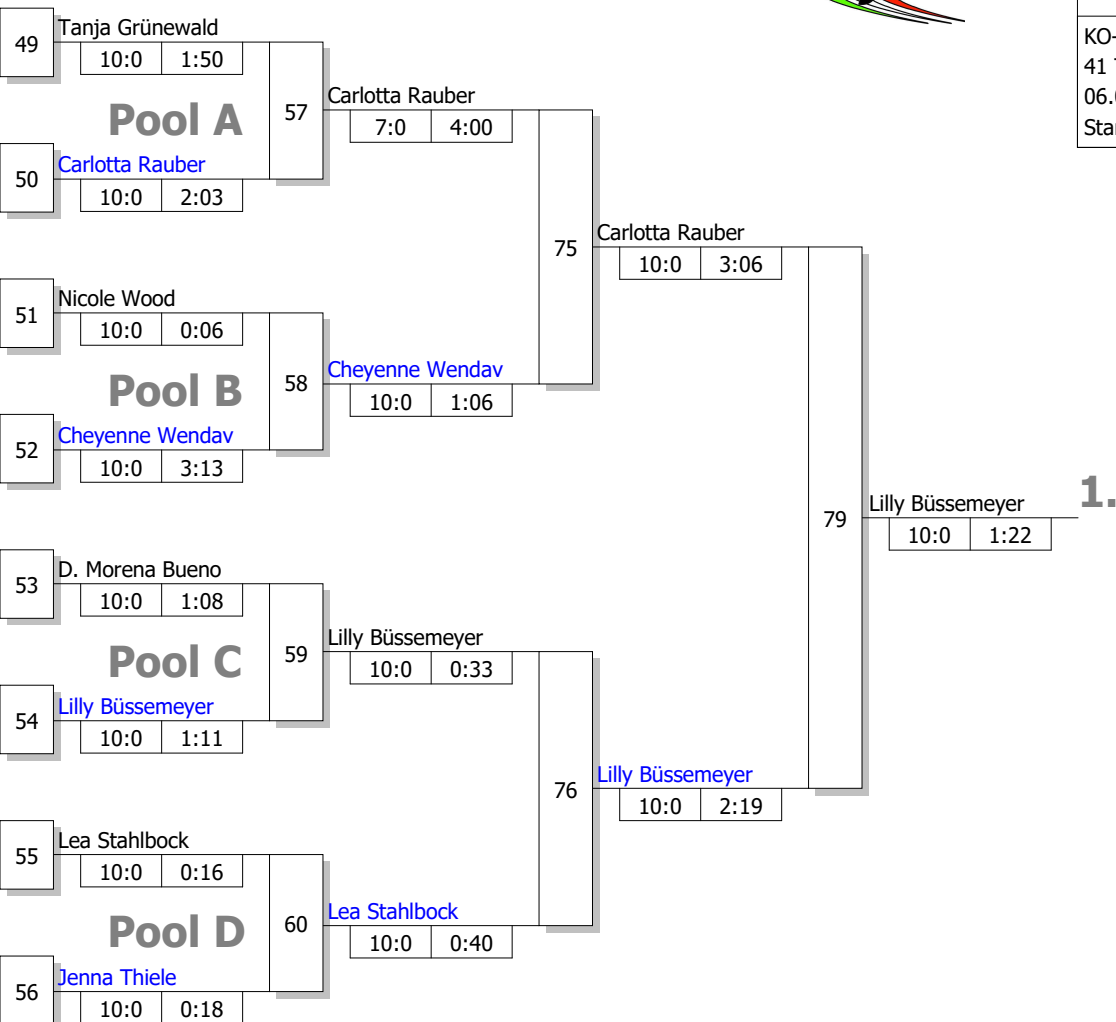 49
Tanja Grünewald
10:0 1:50
Pool A
57
Carlotta Rauber
7:0 4:00
50
Carlotta Rauber
10:0 2:03
75
Carlotta Rauber
10:0 3:06
51
Nicole Wood
10:0 0:06
Pool B
58
Cheyenne Wendav
10:0 1:06
52
Cheyenne Wendav
10:0 3:13
79
Lilly Büssemeyer
10:0 1:22
1.
53
D. Morena Bueno
10:0 1:08
Pool C
59
Lilly Büssemeyer
10:0 0:33
54
Lilly Büssemeyer
10:0 1:11
76
Lilly Büssemeyer
10:0 2:19
55
Lea Stahlbock
10:0 0:16
Pool D
60
Lea Stahlbock
10:0 0:40
56
Jenna Thiele
10:0 0:18
KO-
41
06.
Star